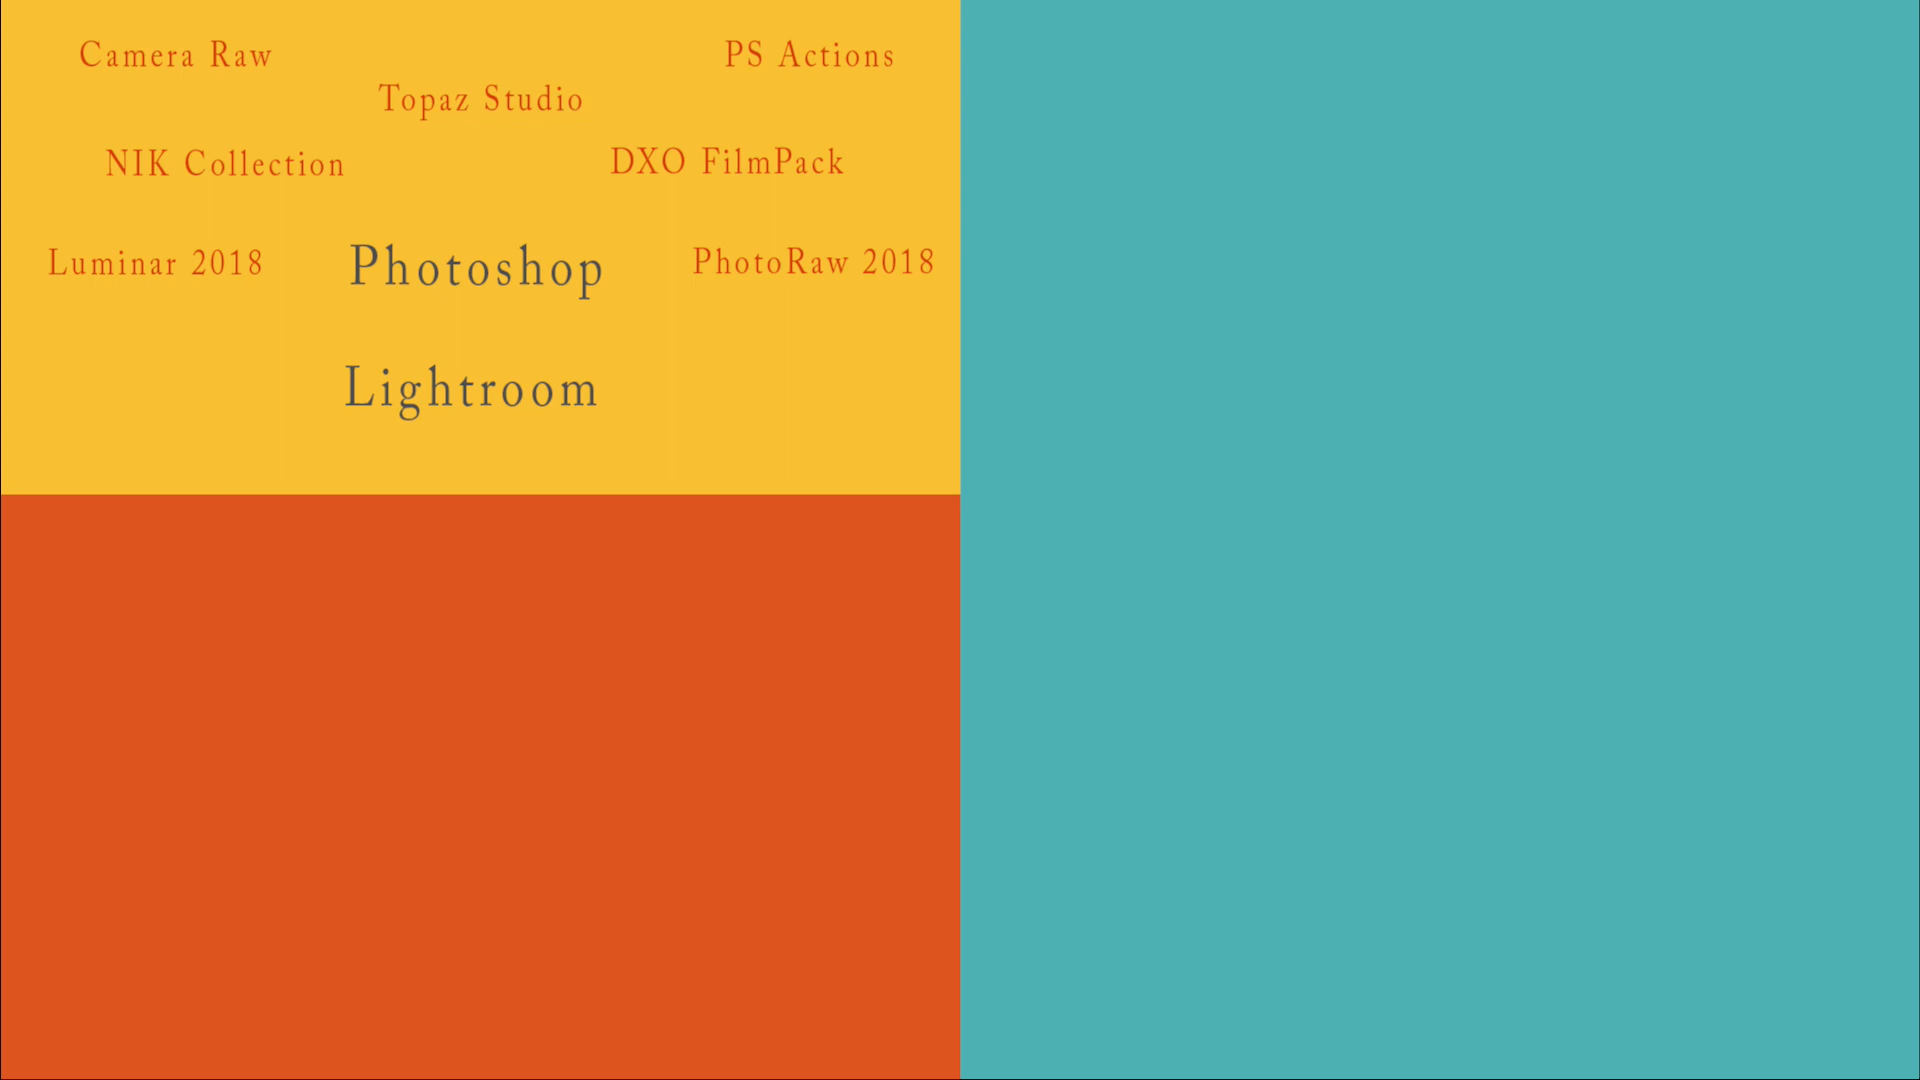 Camera Raw
PS Actions
Topaz Studio
NIK Collection
DXO FilmPack
Luminar 2018
Photoshop
PhotoRaw 2018
Lightroom